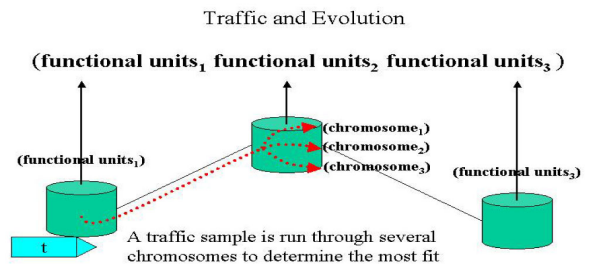 Traffic and Evolution
(functional units1 functional units2 functional units3 )
(chromosome1)
(chromosome2)
(chromosome3)
(functional units1)
(functional units3)
t
A traffic sample is run through several
chromosomes to determine the most fit